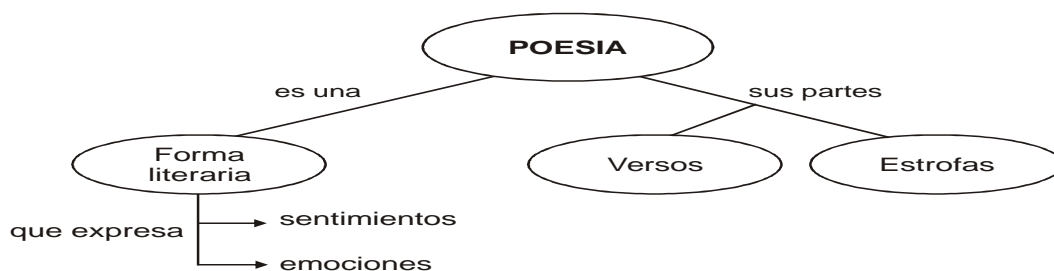 POESIA
es una
sus partes
Forma
literaria
Versos
Estrofas
que expresa
sentimientos
emociones